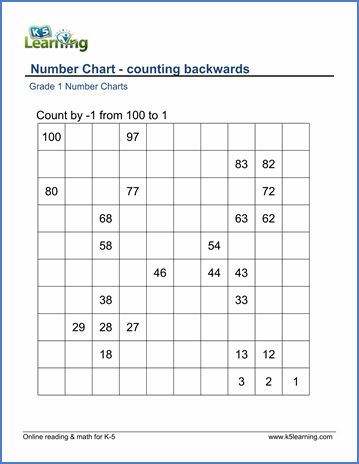 K5
Learning
Number Chart - counting backwards
Grade 1 Number Charts
Count by -1 from 100 to 1
100 97
83 82
80 77 72
68 63 62
58 54
46 44 43
38 33
29 28 27
18 13 12
3 2 1
Online reading & math for K-5 www.k5learning.com